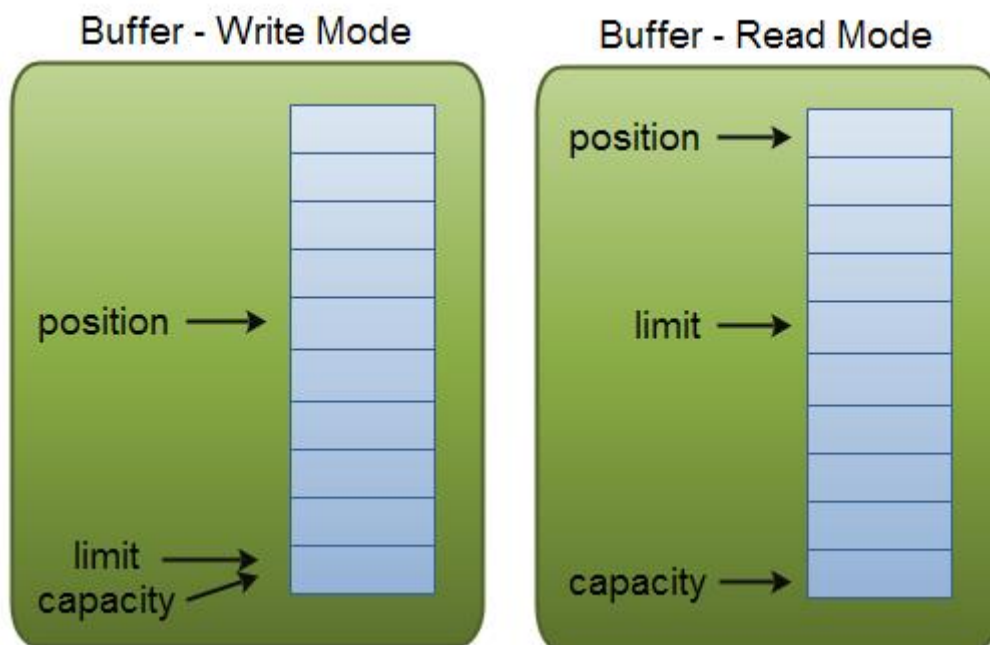 Buffer - Write Mode
position
limit
capacity
Buffer - Read Mode
position
limit
capacity